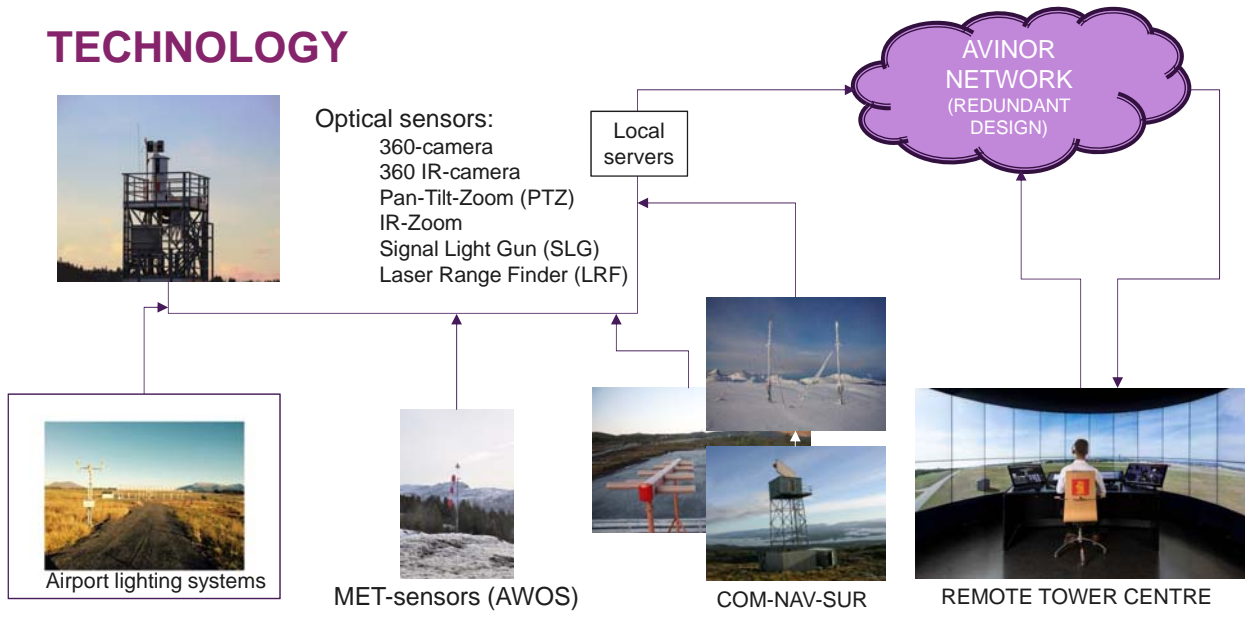 TECHNOLOGY
Optical sensors:
360-camera
360 IR-camera
Pan-Tilt-Zoom (PTZ)
IR-Zoom
Signal Light Gun (SLG)
Laser Range Finder (LRF)
Local
servers
AVINOR
NETWORK
(REDUNDANT
DESIGN)
Airport lighting systems
MET-sensors (AWOS)
COM-NAV-SUR
REMOTE TOWER CENTRE